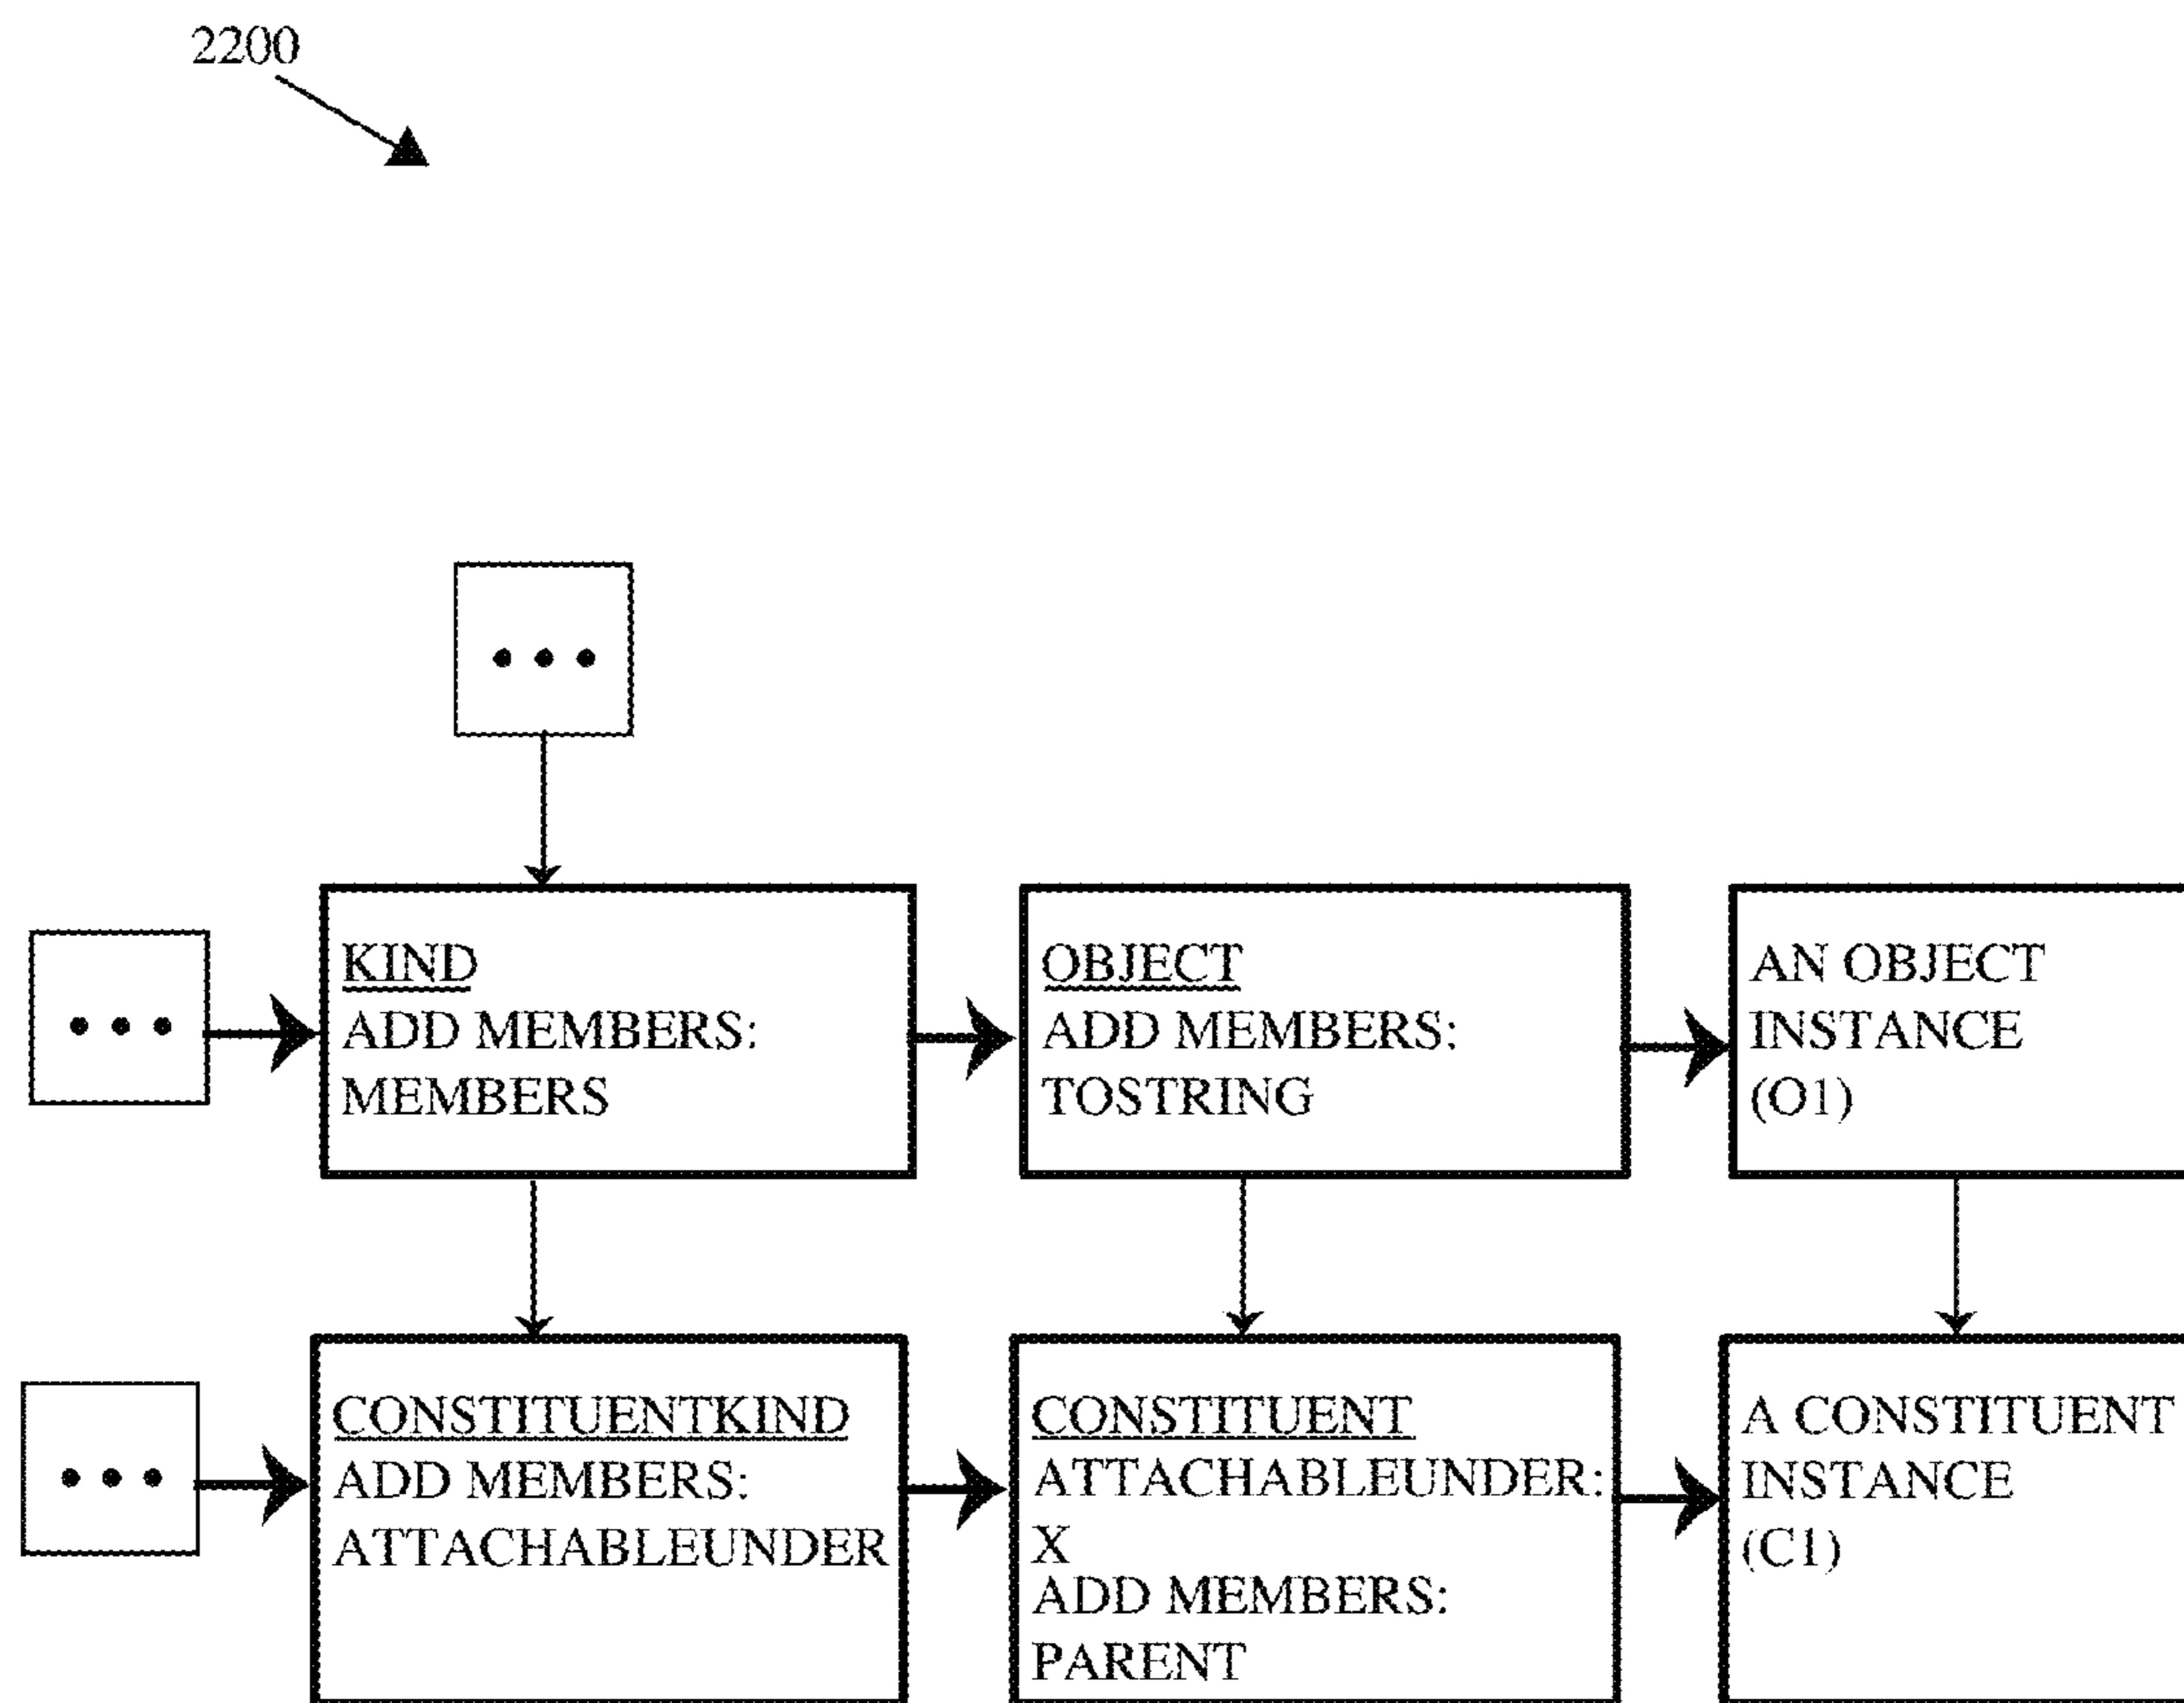 2200
KIND
ADD MEMBERS:
MEMBERS
OBJECT
ADD MEMBERS:
TOSTRING
AN OBJECT
INSTANCE
(O1)
CONSTITUENTKIND
ADD MEMBERS:
ATTACHABLEUNDER
CONSTITUENT
ATTACHABLEUNDER:
X
ADD MEMBERS:
PARENT
A CONSTITUENT
INSTANCE
(C1)